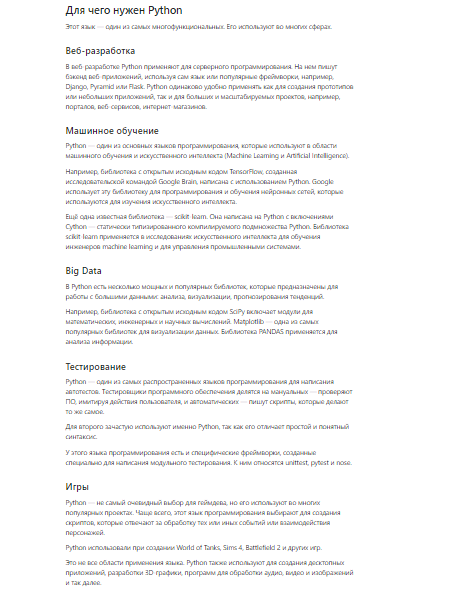 Для чего нужен Python
Этот язык — один из самых многофункциональных. Его используют во многих сферах.
Веб-разработка
В веб-разработке Python применяют для серверного программирования. На нем пишут
бэкенд веб-приложений, используя сам язык или популярные фреймворки, например,
Django, Pyramid или Flask. Python одинаково удобно применять как для создания прототипов
или небольших приложений, так и для больших и масштабируемых проектов, например,
порталов, веб-сервисов, интернет-магазинов.
Машинное обучение
Python — один из основных языков программирования, которые используют в области
машинного обучения и искусственного интеллекта (Machine Learning и Artificial Intelligence).
Например, библиотека с открытым исходным кодом TensorFlow, созданная
исследовательской командой Google Brain, написана с использованием Python. Google
использует эту библиотеку для программирования и обучения нейронных сетей, которые
используются для изучения искусственного интеллекта.
Ещё одна известная библиотека — scikit-learn. Она написана на Python с включениями
Cython — статически типизированного компилируемого подмножества Python. Библиотека
scikit-learn применяется в исследованиях искусственного интеллекта для обучения
инженеров machine learning и для управления промышленными системами.
Big Data
В Python есть несколько мощных и популярных библиотек, которые предназначены для
работы с большими данными: анализа, визуализации, прогнозирования тенденций.
Например, библиотека с открытым исходным кодом SciPy включает модули для
математических, инженерных и научных вычислений. Matplotlib — одна из самых
популярных библиотек для визуализации данных. Библиотека PANDAS применяется для
анализа информации.
Тестирование
Python — один из самых распространенных языков программирования для написания
автотестов. Тестировщики программного обеспечения делятся на мануальных — проверяют
ПО, имитируя действия пользователя, и автоматических — пишут скрипты, которые делают
то же самое.
Для второго зачастую используют именно Python, так как его отличает простой и понятный
синтаксис.
У этого языка программирования есть и специфичные фреймворки, созданные
специально для написания модульного тестирования. К ним относятся unittest, pytest и nose.
Игры
Python — не самый очевидный выбор для геймдева, но его используют во многих
популярных проектах. Чаще всего, этот язык программирования выбирают для создания
скриптов, которые отвечают за обработку тех или иных событий или взаимодействия
персонажей.
Python использовали при создании World of Tanks, Sims 4, Battlefield 2 и других игр.
Это не все области применения языка. Python также используют для создания десктопных
приложений, разработки 3D-графики, программ для обработки аудио, видео и изображений
и так далее.